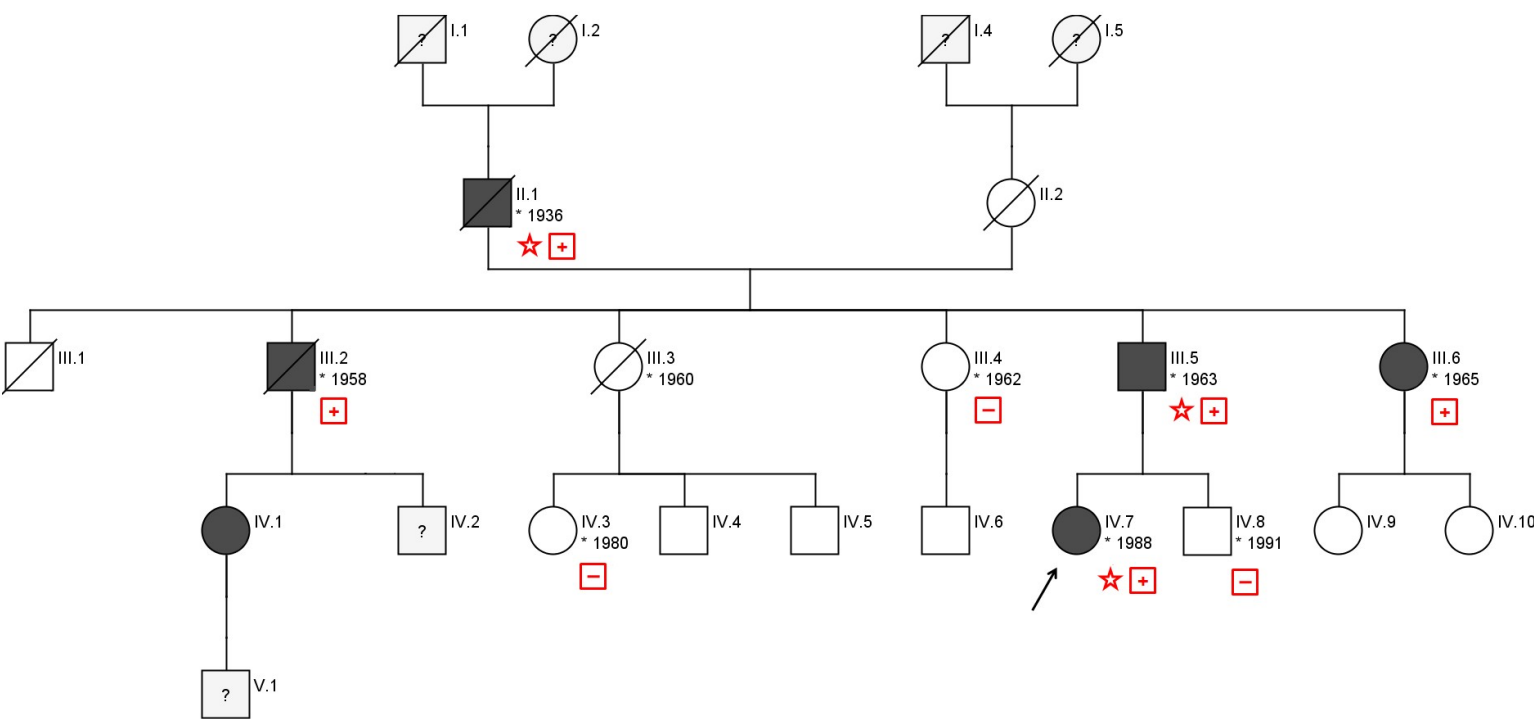 ? I.1 ? I.2 ? I.4 ? I.5
II.1 II.2
* 1936
+
III.1 III.2 III.3 III.4 III.5 III.6
* 1958 * 1960 * 1962 * 1963 * 1965
+ − + +
IV.1 ? IV.2 IV.3 IV.4 IV.5 IV.6 IV.7 IV.8 IV.9 IV.10
* 1980 * 1988 * 1991
− + −
? V.1